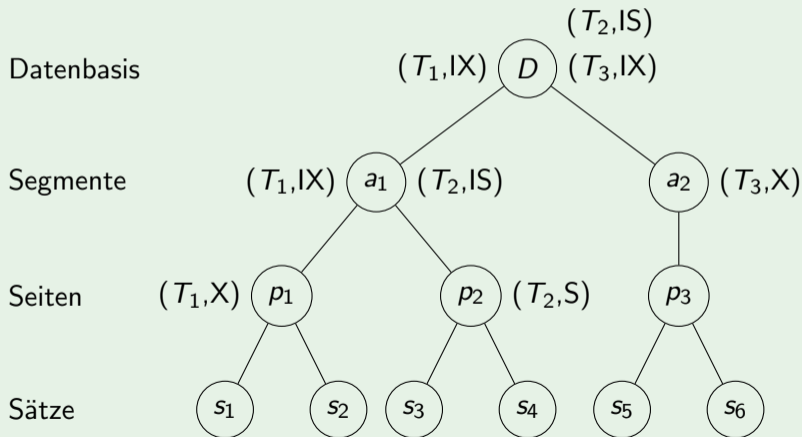 (T₂,IS)
Datenbasis (T₁,IX) D (T₃,IX)
Segmente (T₁,IX) a₁ (T₂,IS) a₂ (T₃,X)
Seiten (T₁,X) p₁ p₂ (T₂,S) p₃
Sätze s₁ s₂ s₃ s₄ s₅ s₆